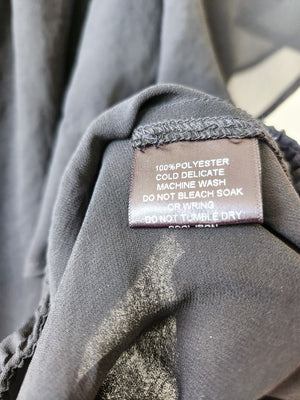 100%POLYESTER
COLD DELICATE
MACHINE WASH
DO NOT BLEACH SOAK
OR WRING
DO NOT TUMBLE DRY